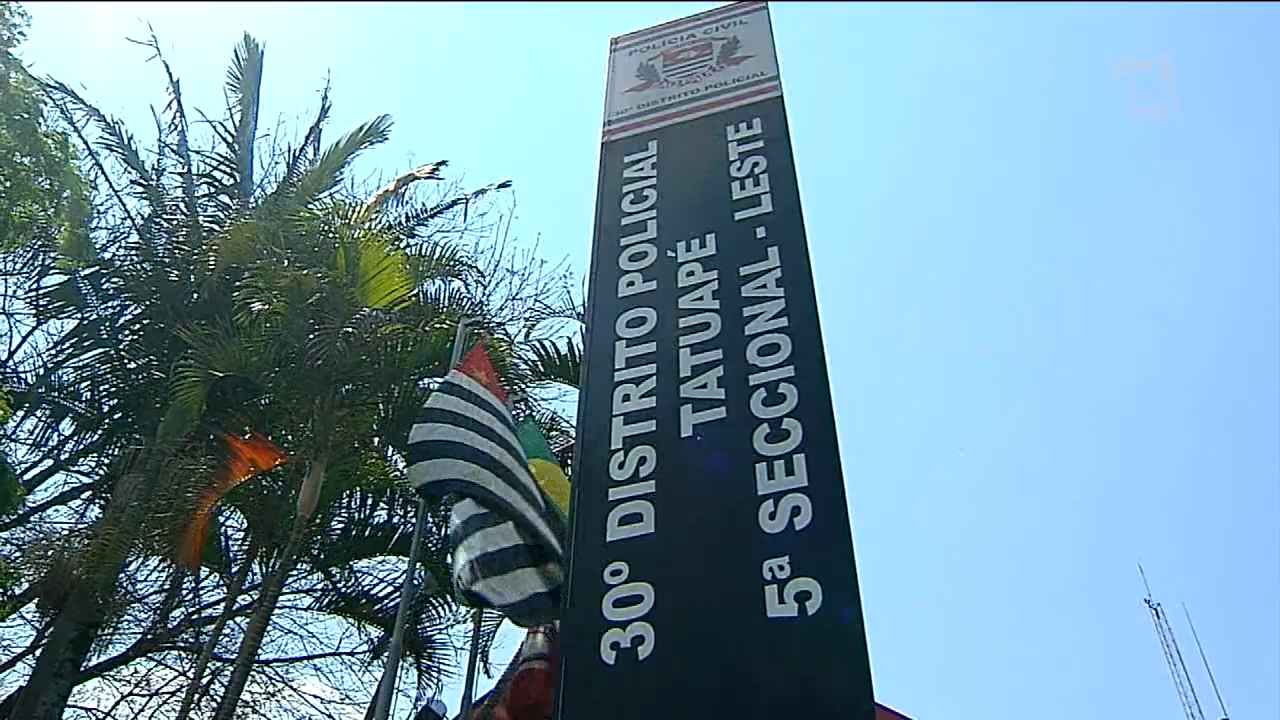 POLÍCIA CIVIL
30º DISTRITO POLICIAL
30º DISTRITO POLICIAL
TATUAPÉ
5ª SECCIONAL - LESTE